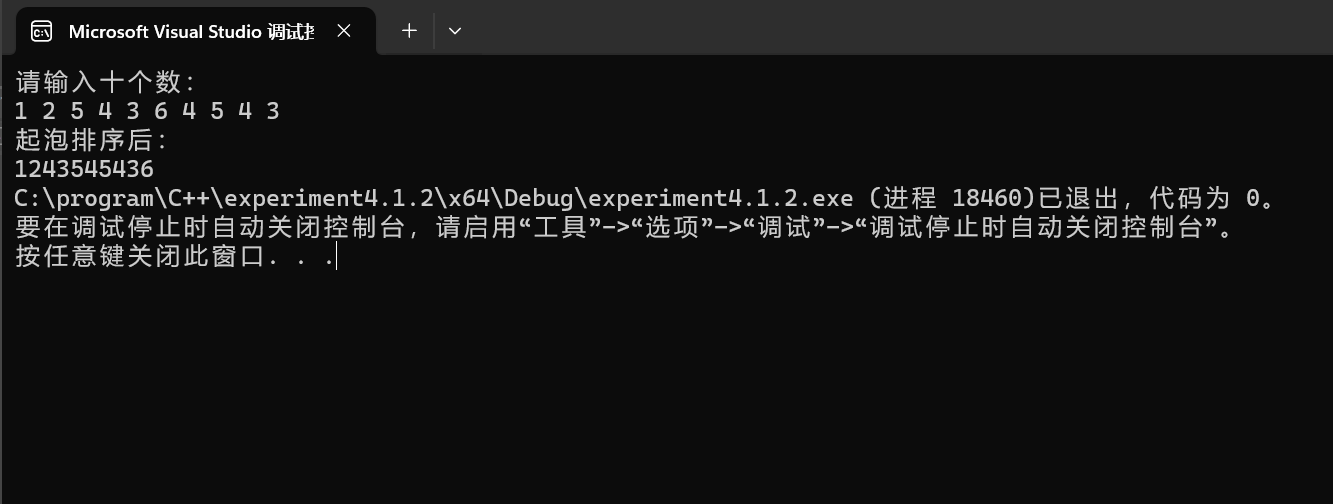 Microsoft Visual Studio 调试控
请输入十个数：
1 2 5 4 3 6 4 5 4 3
起泡排序后：
1243545436
C:\program\C++\experiment4.1.2\x64\Debug\experiment4.1.2.exe (进程 18460)已退出，代码为 0。
要在调试停止时自动关闭控制台，请启用“工具”->“选项”->“调试”->“调试停止时自动关闭控制台”。
按任意键关闭此窗口. . .